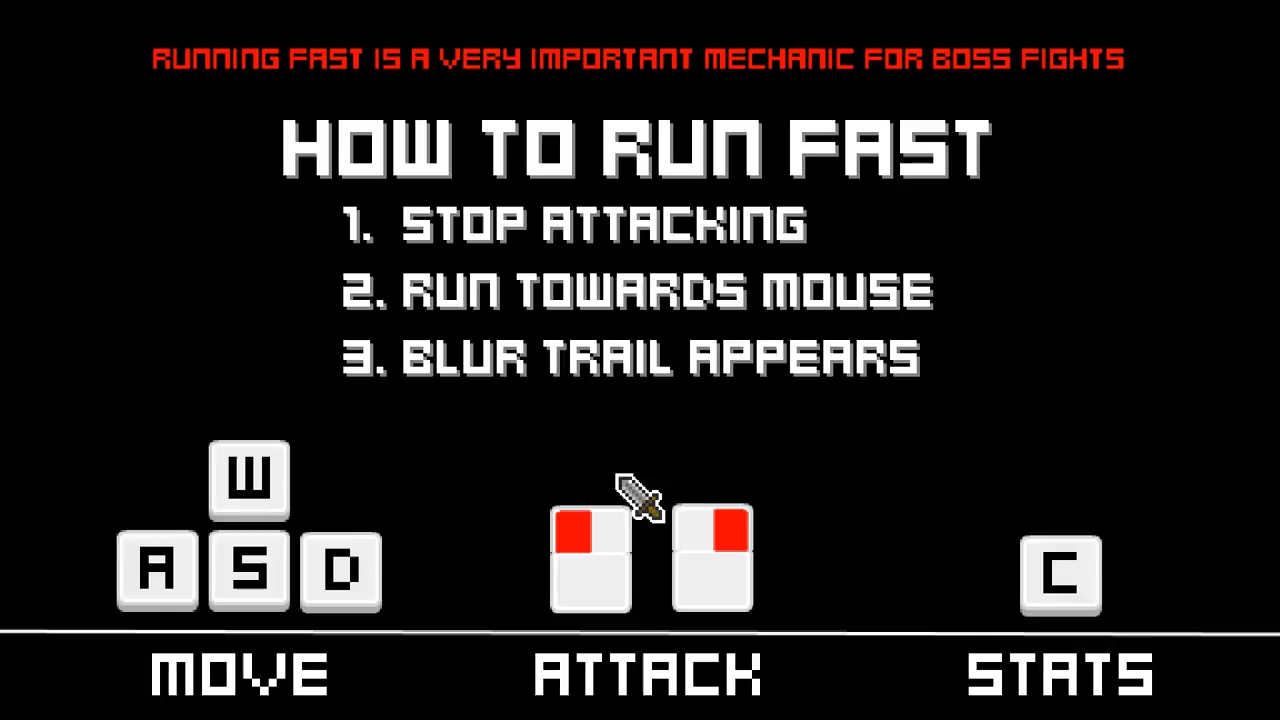 RUNNING FAST IS A VERY IMPORTANT MECHANIC FOR BOSS FIGHTS
HOW TO RUN FAST
1. STOP ATTACKING
2. RUN TOWARDS MOUSE
3. BLUR TRAIL APPEARS
W
A S D
C
MOVE ATTACK STATS